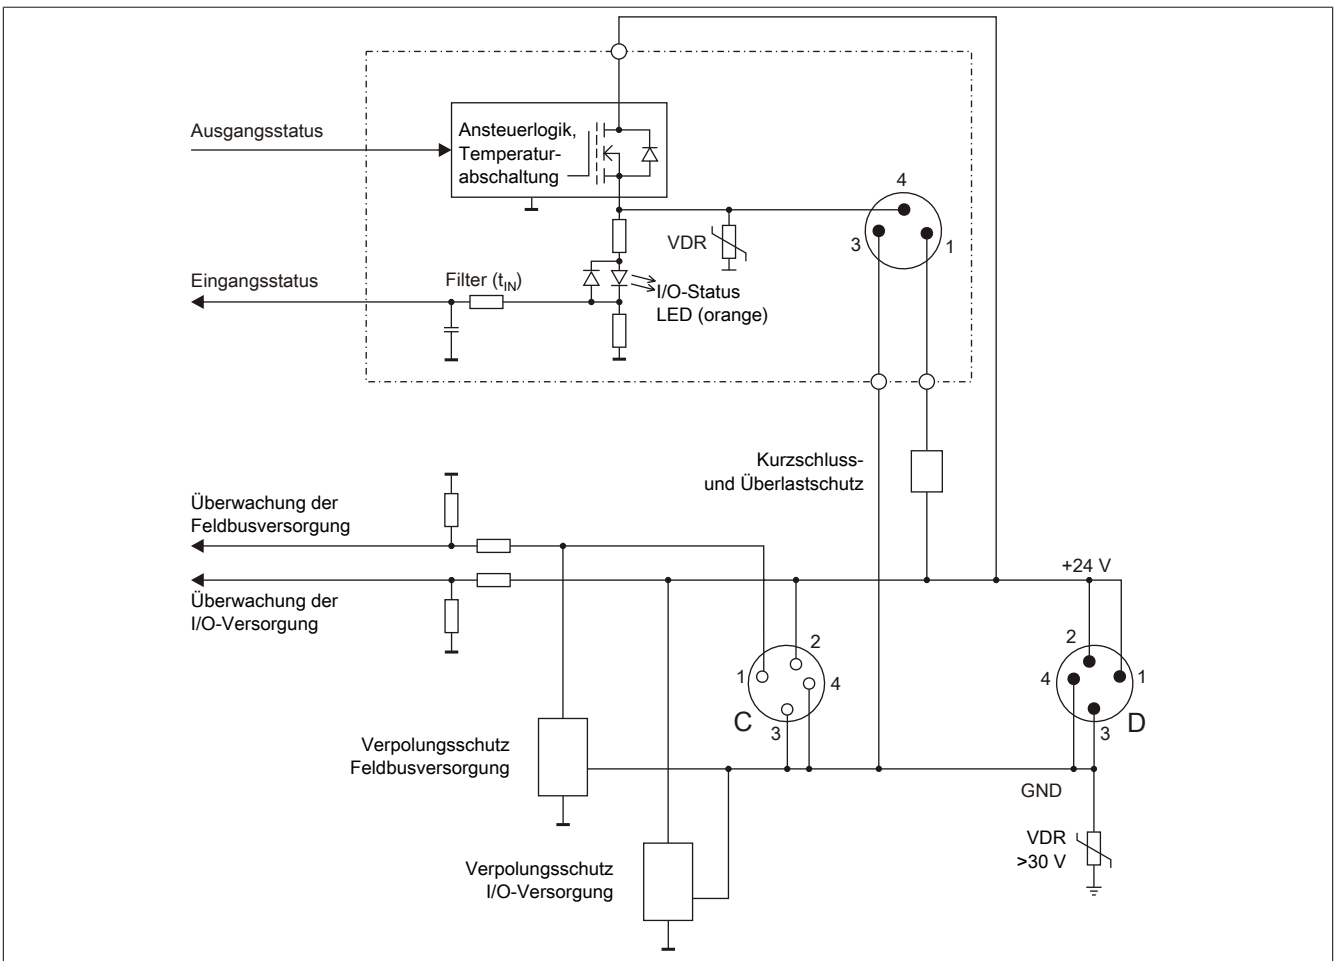 Ausgangsstatus
Ansteuerlogik,
Temperatur-
abschaltung
4
3
1
VDR
Eingangsstatus
Filter (tIN)
I/O-Status
LED (orange)
Kurzschluss-
und Überlastschutz
Überwachung der
Feldbusversorgung
+24 V
Überwachung der
I/O-Versorgung
2
1
4
3
C
2
4
1
3
D
Verpolungsschutz
Feldbusversorgung
GND
VDR
>30 V
Verpolungsschutz
I/O-Versorgung